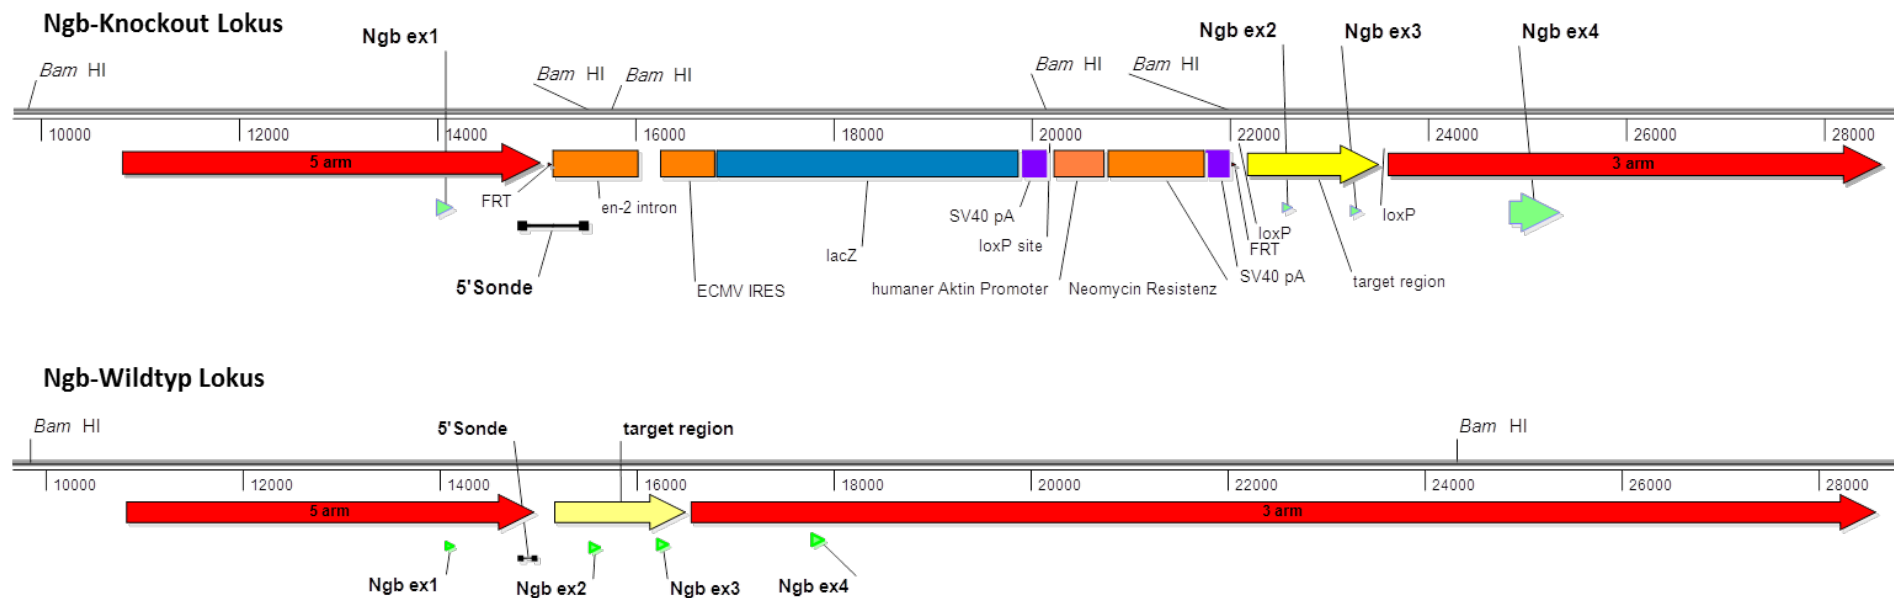 Ngb-Knockout Lokus
Ngb ex1
Ngb ex2
Ngb ex3
Ngb ex4
Bam HI
Bam HI
Bam HI
Bam HI
Bam HI
10000
12000
14000
16000
18000
20000
22000
24000
26000
28000
5 arm
3 arm
FRT
en-2 intron
SV40 pA
loxP site
loxP
FRT
loxP
lacZ
5'Sonde
ECMV IRES
humaner Aktin Promoter
Neomycin Resistenz
SV40 pA
target region
Ngb-Wildtyp Lokus
Bam HI
5'Sonde
target region
Bam HI
10000
12000
14000
16000
18000
20000
22000
24000
26000
28000
5 arm
3 arm
Ngb ex1
Ngb ex2
Ngb ex3
Ngb ex4